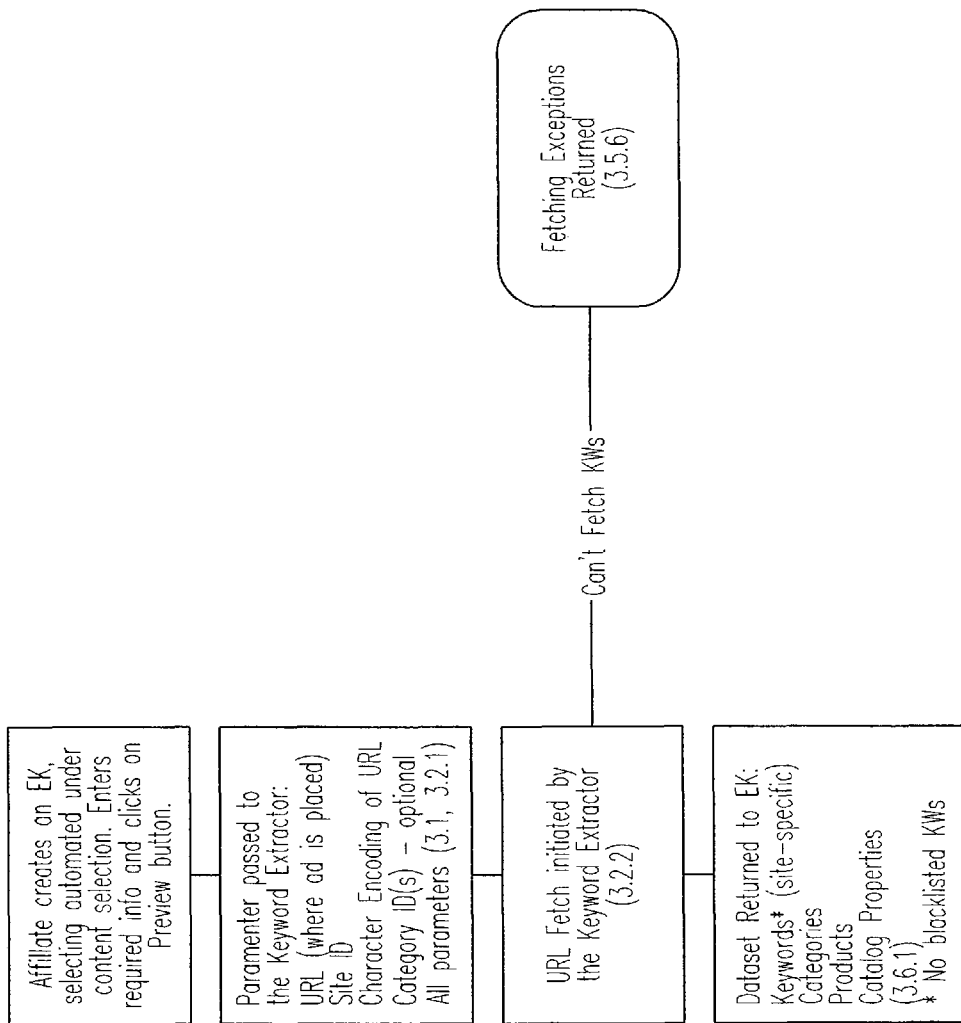 Affiliate creates an EK,
selecting automated under
content selection. Enters
required info and clicks on
Preview button.
Paramenter passed to
the Keyword Extractor:
URL (where ad is placed)
Site ID
Character Encoding of URL
Category ID(s) – optional
All parameters (3.1, 3.2.1)
URL Fetch initiated by
the Keyword Extractor
(3.2.2)
Can't Fetch KWs
Fetching Exceptions
Returned
(3.5.6)
Dataset Returned to EK:
Keywords* (site-specific)
Categories
Products
Catalog Properties
(3.6.1)
* No blacklisted KWs